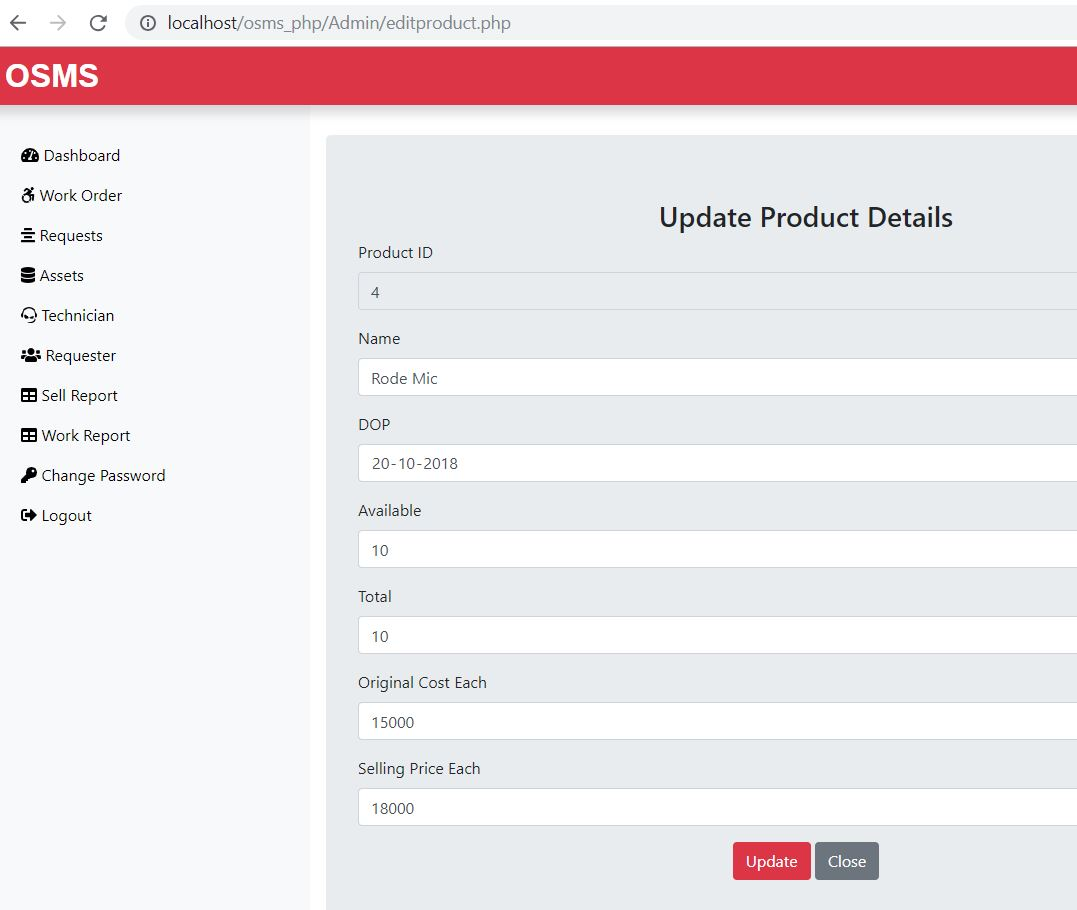 localhost/osms_php/Admin/editproduct.php
OSMS
Dashboard
Work Order
Requests
Assets
Technician
Requester
Sell Report
Work Report
Change Password
Logout
Update Product Details
Product ID
4
Name
Rode Mic
DOP
20-10-2018
Available
10
Total
10
Original Cost Each
15000
Selling Price Each
18000
Update Close